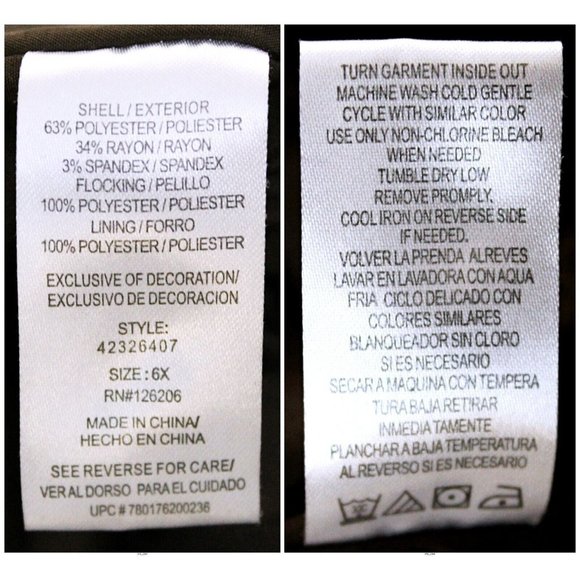 SHELL / EXTERIOR
63% POLYESTER / POLIESTER
34% RAYON / RAYON
3% SPANDEX / SPANDEX
FLOCKING / PELILLO
100% POLYESTER / POLIESTER
LINING / FORRO
100% POLYESTER / POLIESTER
EXCLUSIVE OF DECORATION/
EXCLUSIVO DE DECORACION
STYLE:
42326407
SIZE : 6X
RN#126206
MADE IN CHINA/
HECHO EN CHINA
SEE REVERSE FOR CARE/
VER AL DORSO PARA EL CUIDADO
UPC # 780176200236
TURN GARMENT INSIDE OUT
MACHINE WASH COLD GENTLE
CYCLE WITH SIMILAR COLOR
USE ONLY NON-CHLORINE BLEACH
WHEN NEEDED
TUMBLE DRY LOW
REMOVE PROMPLY.
COOL IRON ON REVERSE SIDE
IF NEEDED.
VOLVER LA PRENDA AL REVES
LAVAR EN LAVADORA CON AQUA
FRIA CICLO DELICADO CON
COLORES SIMILARES
BLANQUEADOR SIN CLORO
SI ES NECESARIO
SECAR A MAQUINA CON TEMPERA
TURA BAJA RETIRAR
INMEDIATAMENTE
PLANCHAR A BAJA TEMPERATURA
AL REVERSO SI ES NECESARIO